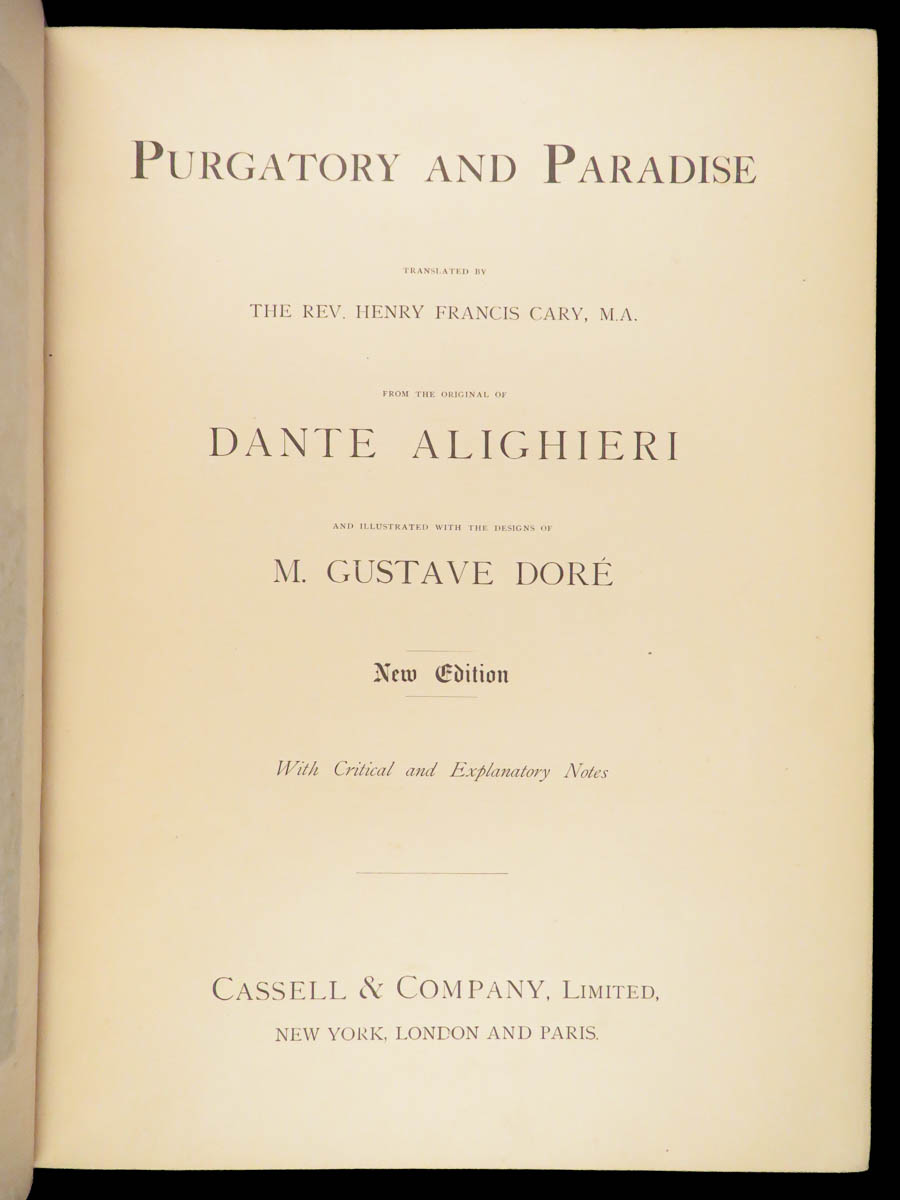 PURGATORY AND PARADISE
TRANSLATED BY
THE REV. HENRY FRANCIS CARY, M.A.
FROM THE ORIGINAL OF
DANTE ALIGHIERI
AND ILLUSTRATED WITH THE DESIGNS OF
M. GUSTAVE DORÉ
New Edition
With Critical and Explanatory Notes
CASSELL & COMPANY, LIMITED,
NEW YORK, LONDON AND PARIS.